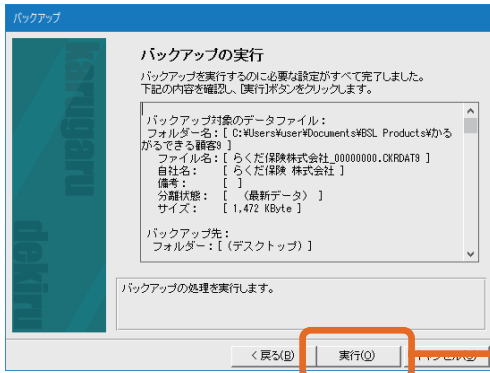 バックアップ
karugaru
dekiru
バックアップの実行
バックアップを実行するのに必要な設定がすべて完了しました。
下記の内容を確認し、[実行]ボタンをクリックします。
バックアップ対象のデータファイル：
フォルダー名：[ C:¥Users¥user¥Documents¥BSL Products¥かる
がるできる顧客9 ]
ファイル名：[ らくだ保険株式会社_00000000.CKRDAT9 ]
自社名： [ らくだ保険 株式会社 ]
備考： [ ]
分離状態： [ （最新データ） ]
サイズ： [ 1,472 KByte ]
バックアップ先：
フォルダー：[ （デスクトップ） ]
バックアップの処理を実行します。
< 戻る(B) 実行(O)